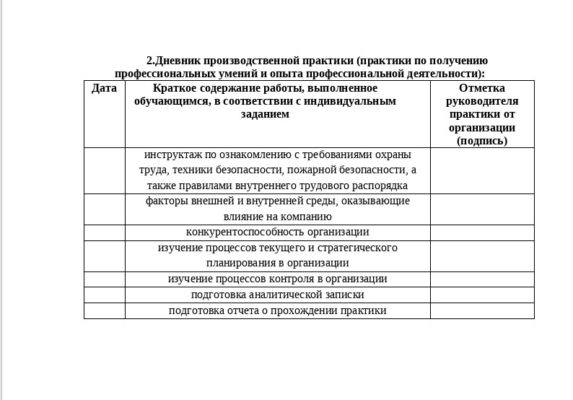 2.Дневник производственной практики (практики по получению
профессиональных умений и опыта профессиональной деятельности):
Дата
Краткое содержание работы, выполненное
обучающимся, в соответствии с индивидуальным
заданием
Отметка
руководителя
практики от
организации
(подпись)
инструктаж по ознакомлению с требованиями охраны
труда, техники безопасности, пожарной безопасности, а
также правилами внутреннего трудового распорядка
факторы внешней и внутренней среды, оказывающие
влияние на компанию
конкурентоспособность организации
изучение процессов текущего и стратегического
планирования в организации
изучение процессов контроля в организации
подготовка аналитической записки
подготовка отчета о прохождении практики